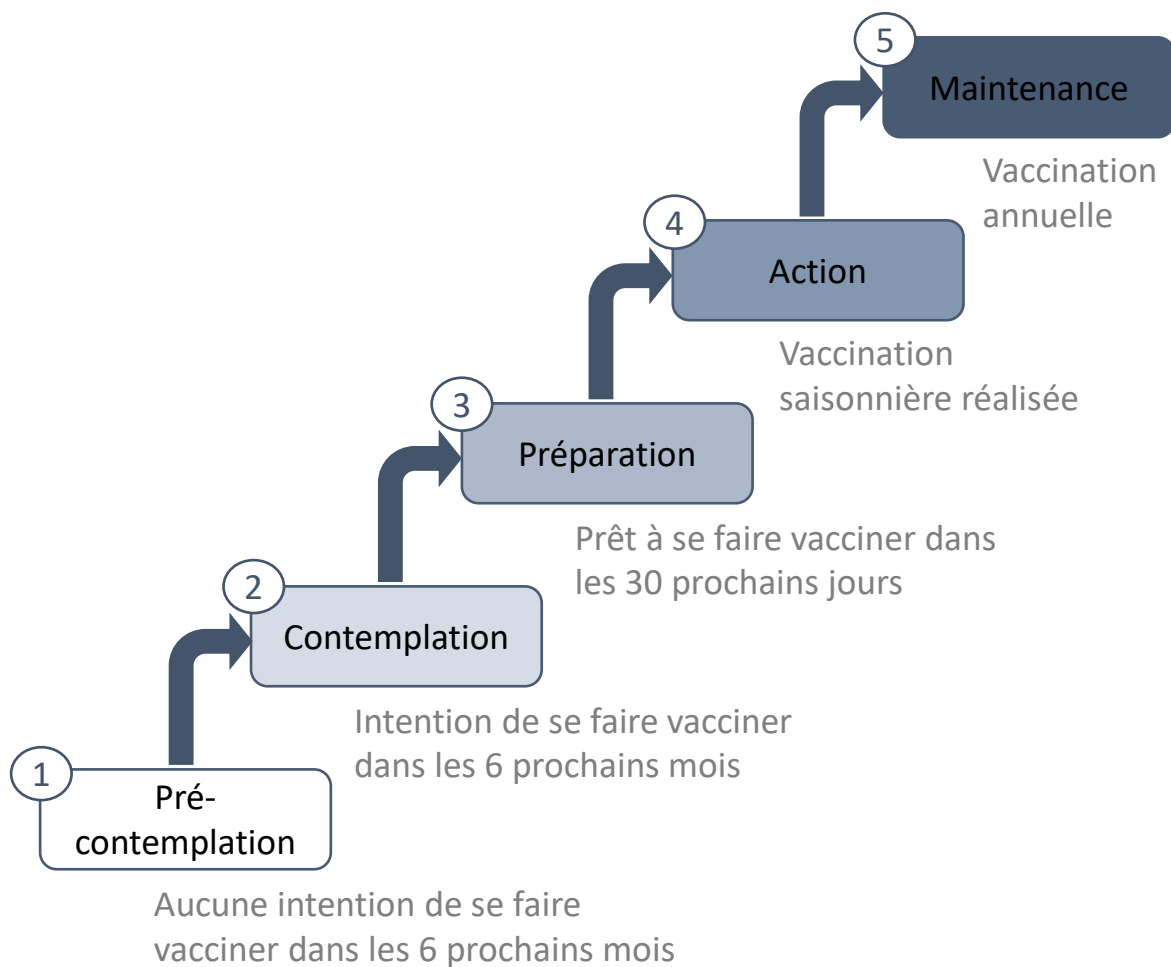 5
Maintenance
Vaccination
annuelle
4
Action
Vaccination
saisonnière réalisée
3
Préparation
Prêt à se faire vacciner dans
les 30 prochains jours
2
Contemplation
Intention de se faire vacciner
dans les 6 prochains mois
1
Pré-
contemplation
Aucune intention de se faire
vacciner dans les 6 prochains mois